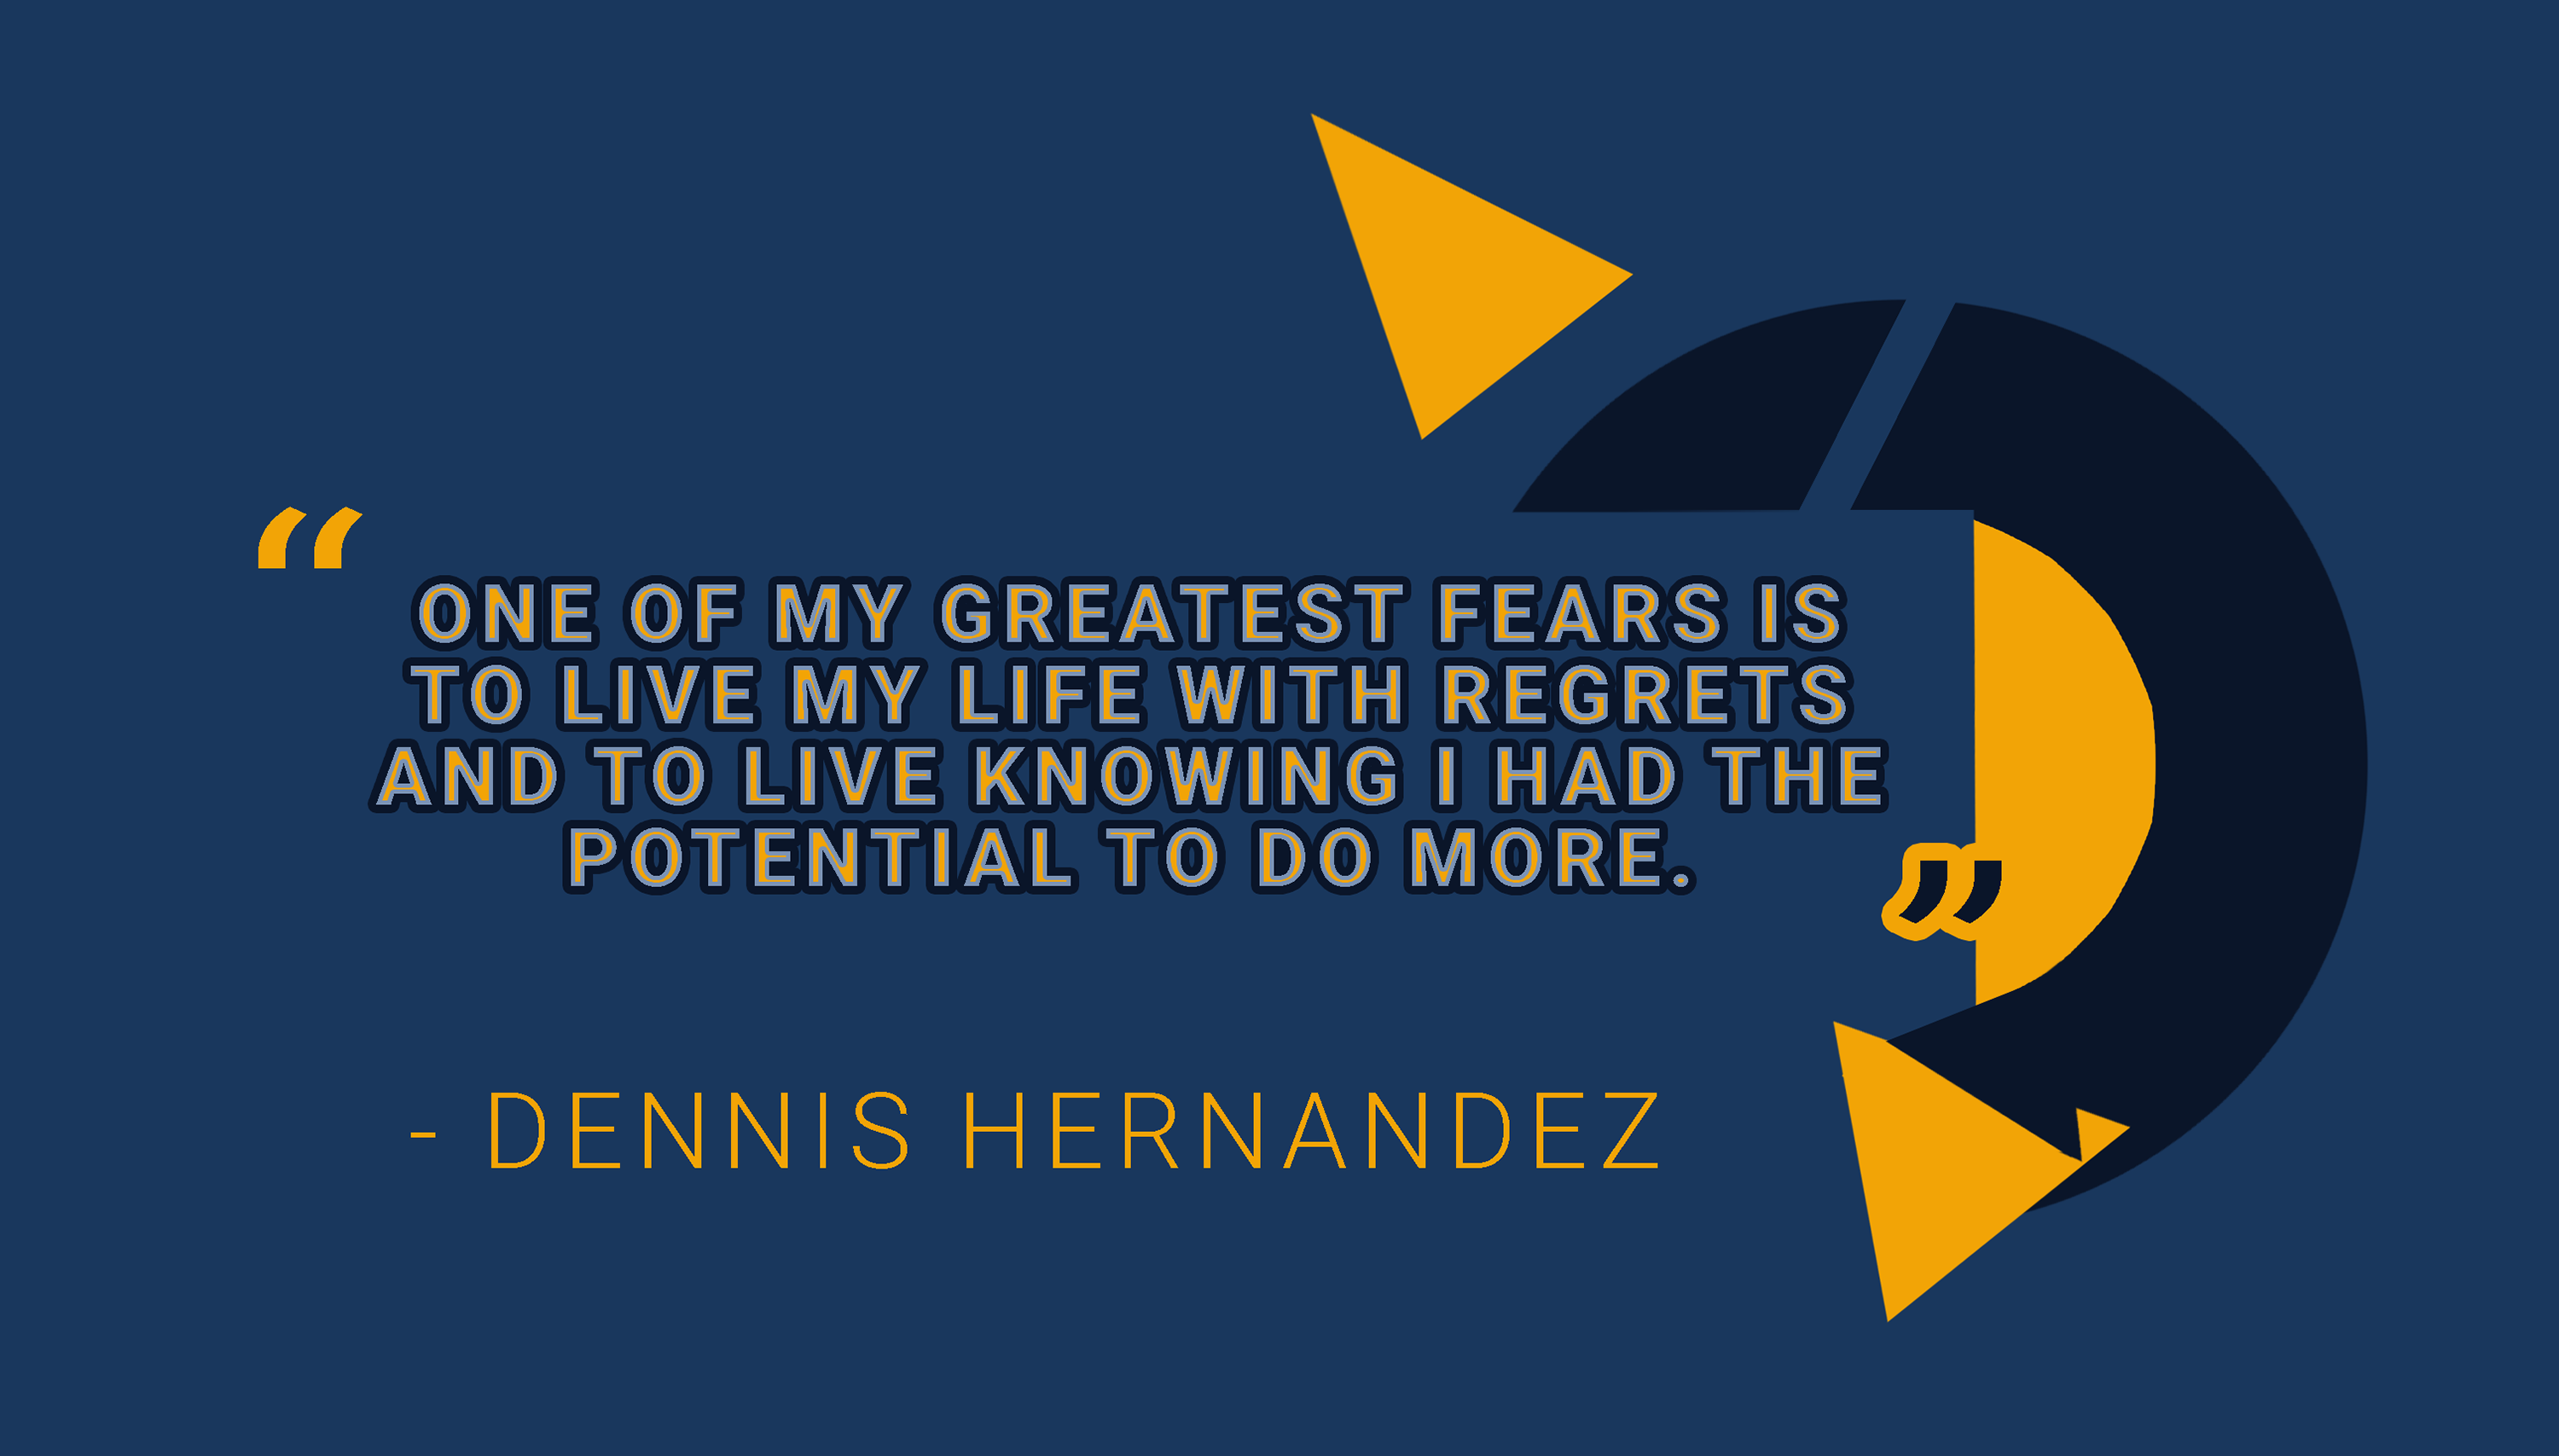 “
ONE OF MY GREATEST FEARS IS
TO LIVE MY LIFE WITH REGRETS
AND TO LIVE KNOWING I HAD THE
POTENTIAL TO DO MORE.
”
- DENNIS HERNANDEZ